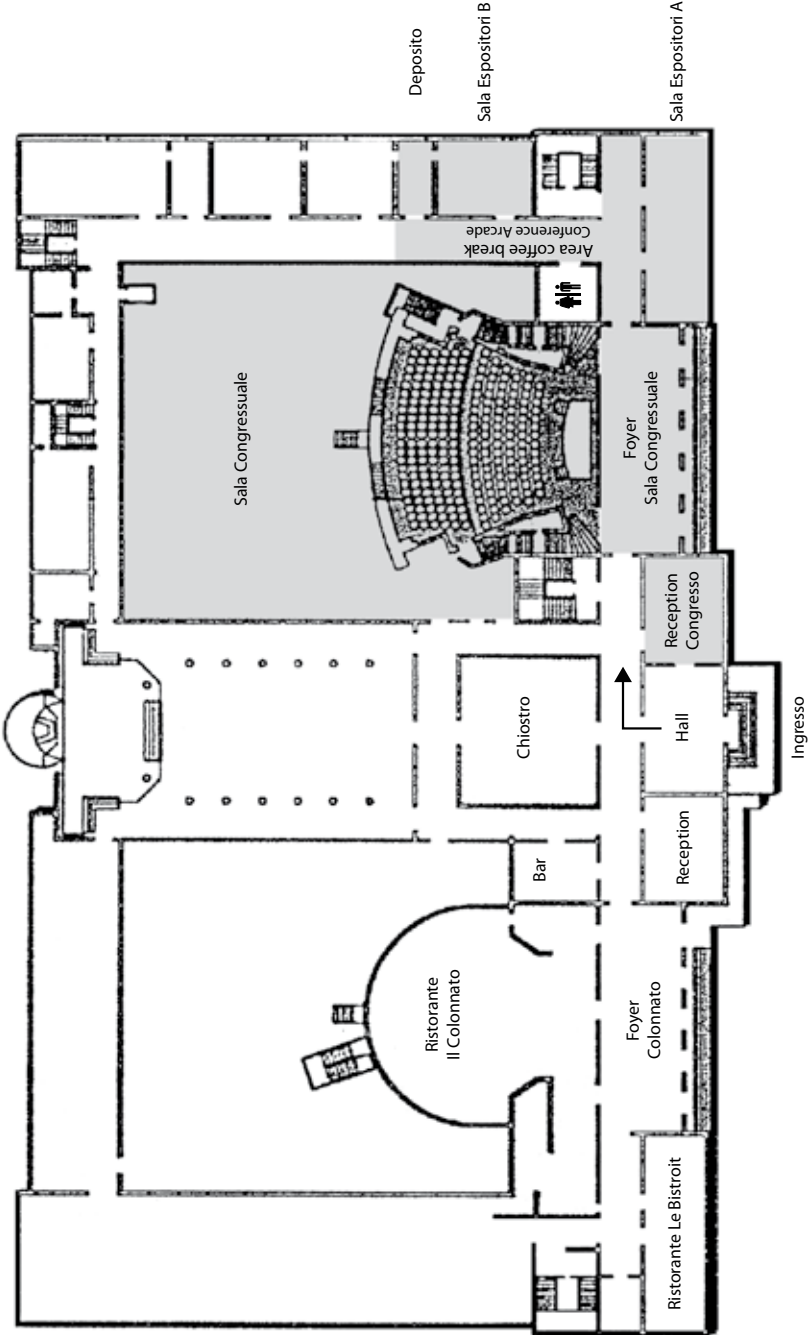 Deposito
Sala Espositori B
Sala Espositori A
Area coffee break
Conference Arcade
Sala Congressuale
Foyer
Sala Congressuale
Reception
Congresso
Chiostro
Hall
Ingresso
Bar
Reception
Ristorante
Il Colonnato
Foyer
Colonnato
Ristorante Le Bistroit